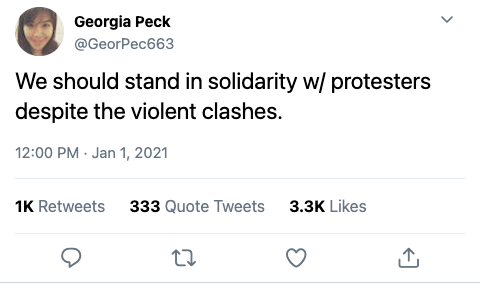 Georgia Peck
@GeorPec663
We should stand in solidarity w/ protesters
despite the violent clashes.
12:00 PM · Jan 1, 2021
1K Retweets 333 Quote Tweets 3.3K Likes